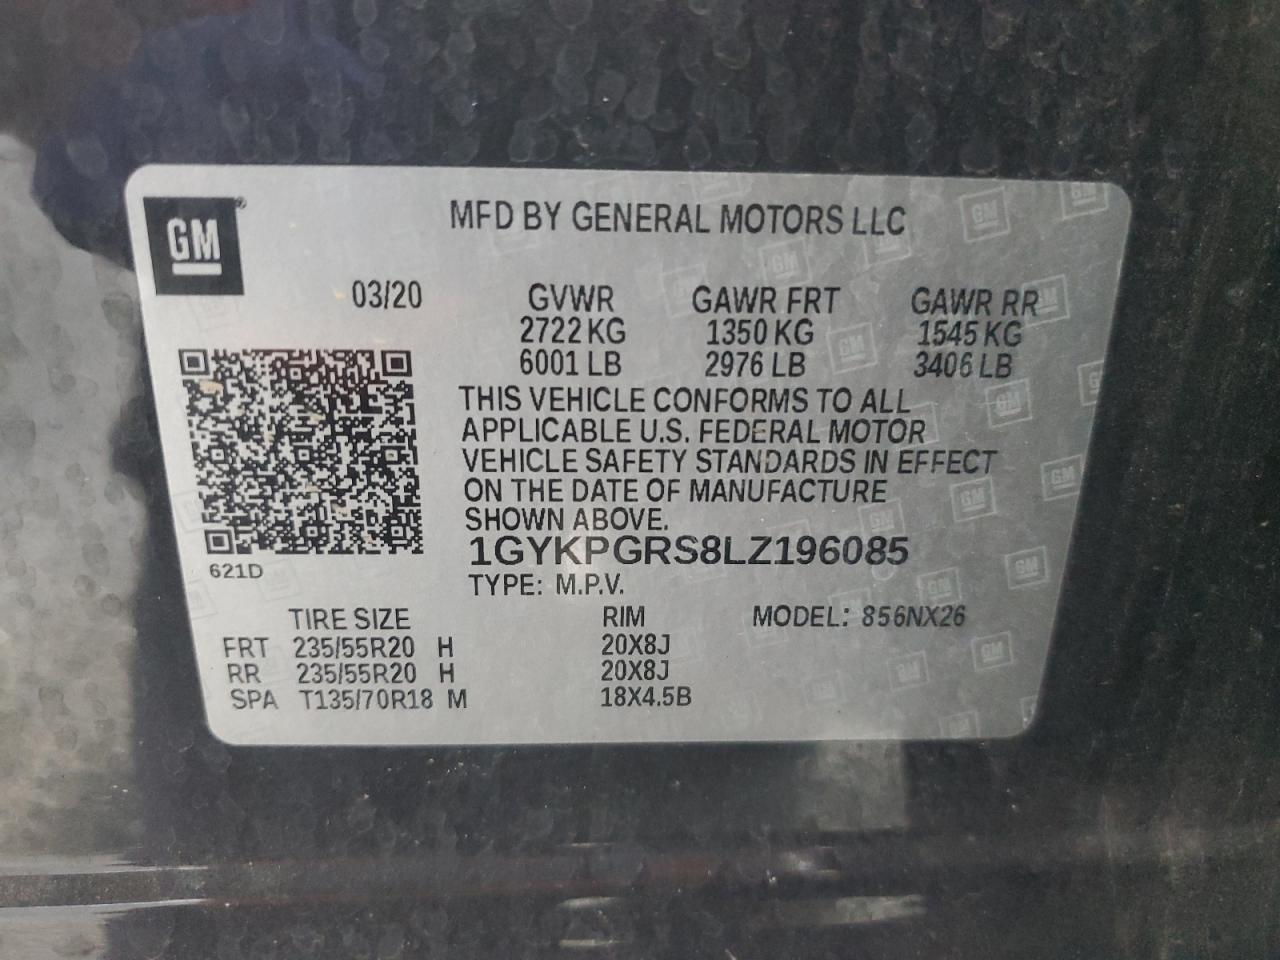 GM®
MFD BY GENERAL MOTORS LLC
03/20
GVWR GAWR FRT GAWR RR
2722 KG 1350 KG 1545 KG
6001 LB 2976 LB 3406 LB
THIS VEHICLE CONFORMS TO ALL
APPLICABLE U.S. FEDERAL MOTOR
VEHICLE SAFETY STANDARDS IN EFFECT
ON THE DATE OF MANUFACTURE
SHOWN ABOVE.
1GYKPGRS8LZ196085
621D
TYPE: M.P.V.
TIRE SIZE RIM MODEL: 856NX26
FRT 235/55R20 H 20X8J
RR 235/55R20 H 20X8J
SPA T135/70R18 M 18X4.5B